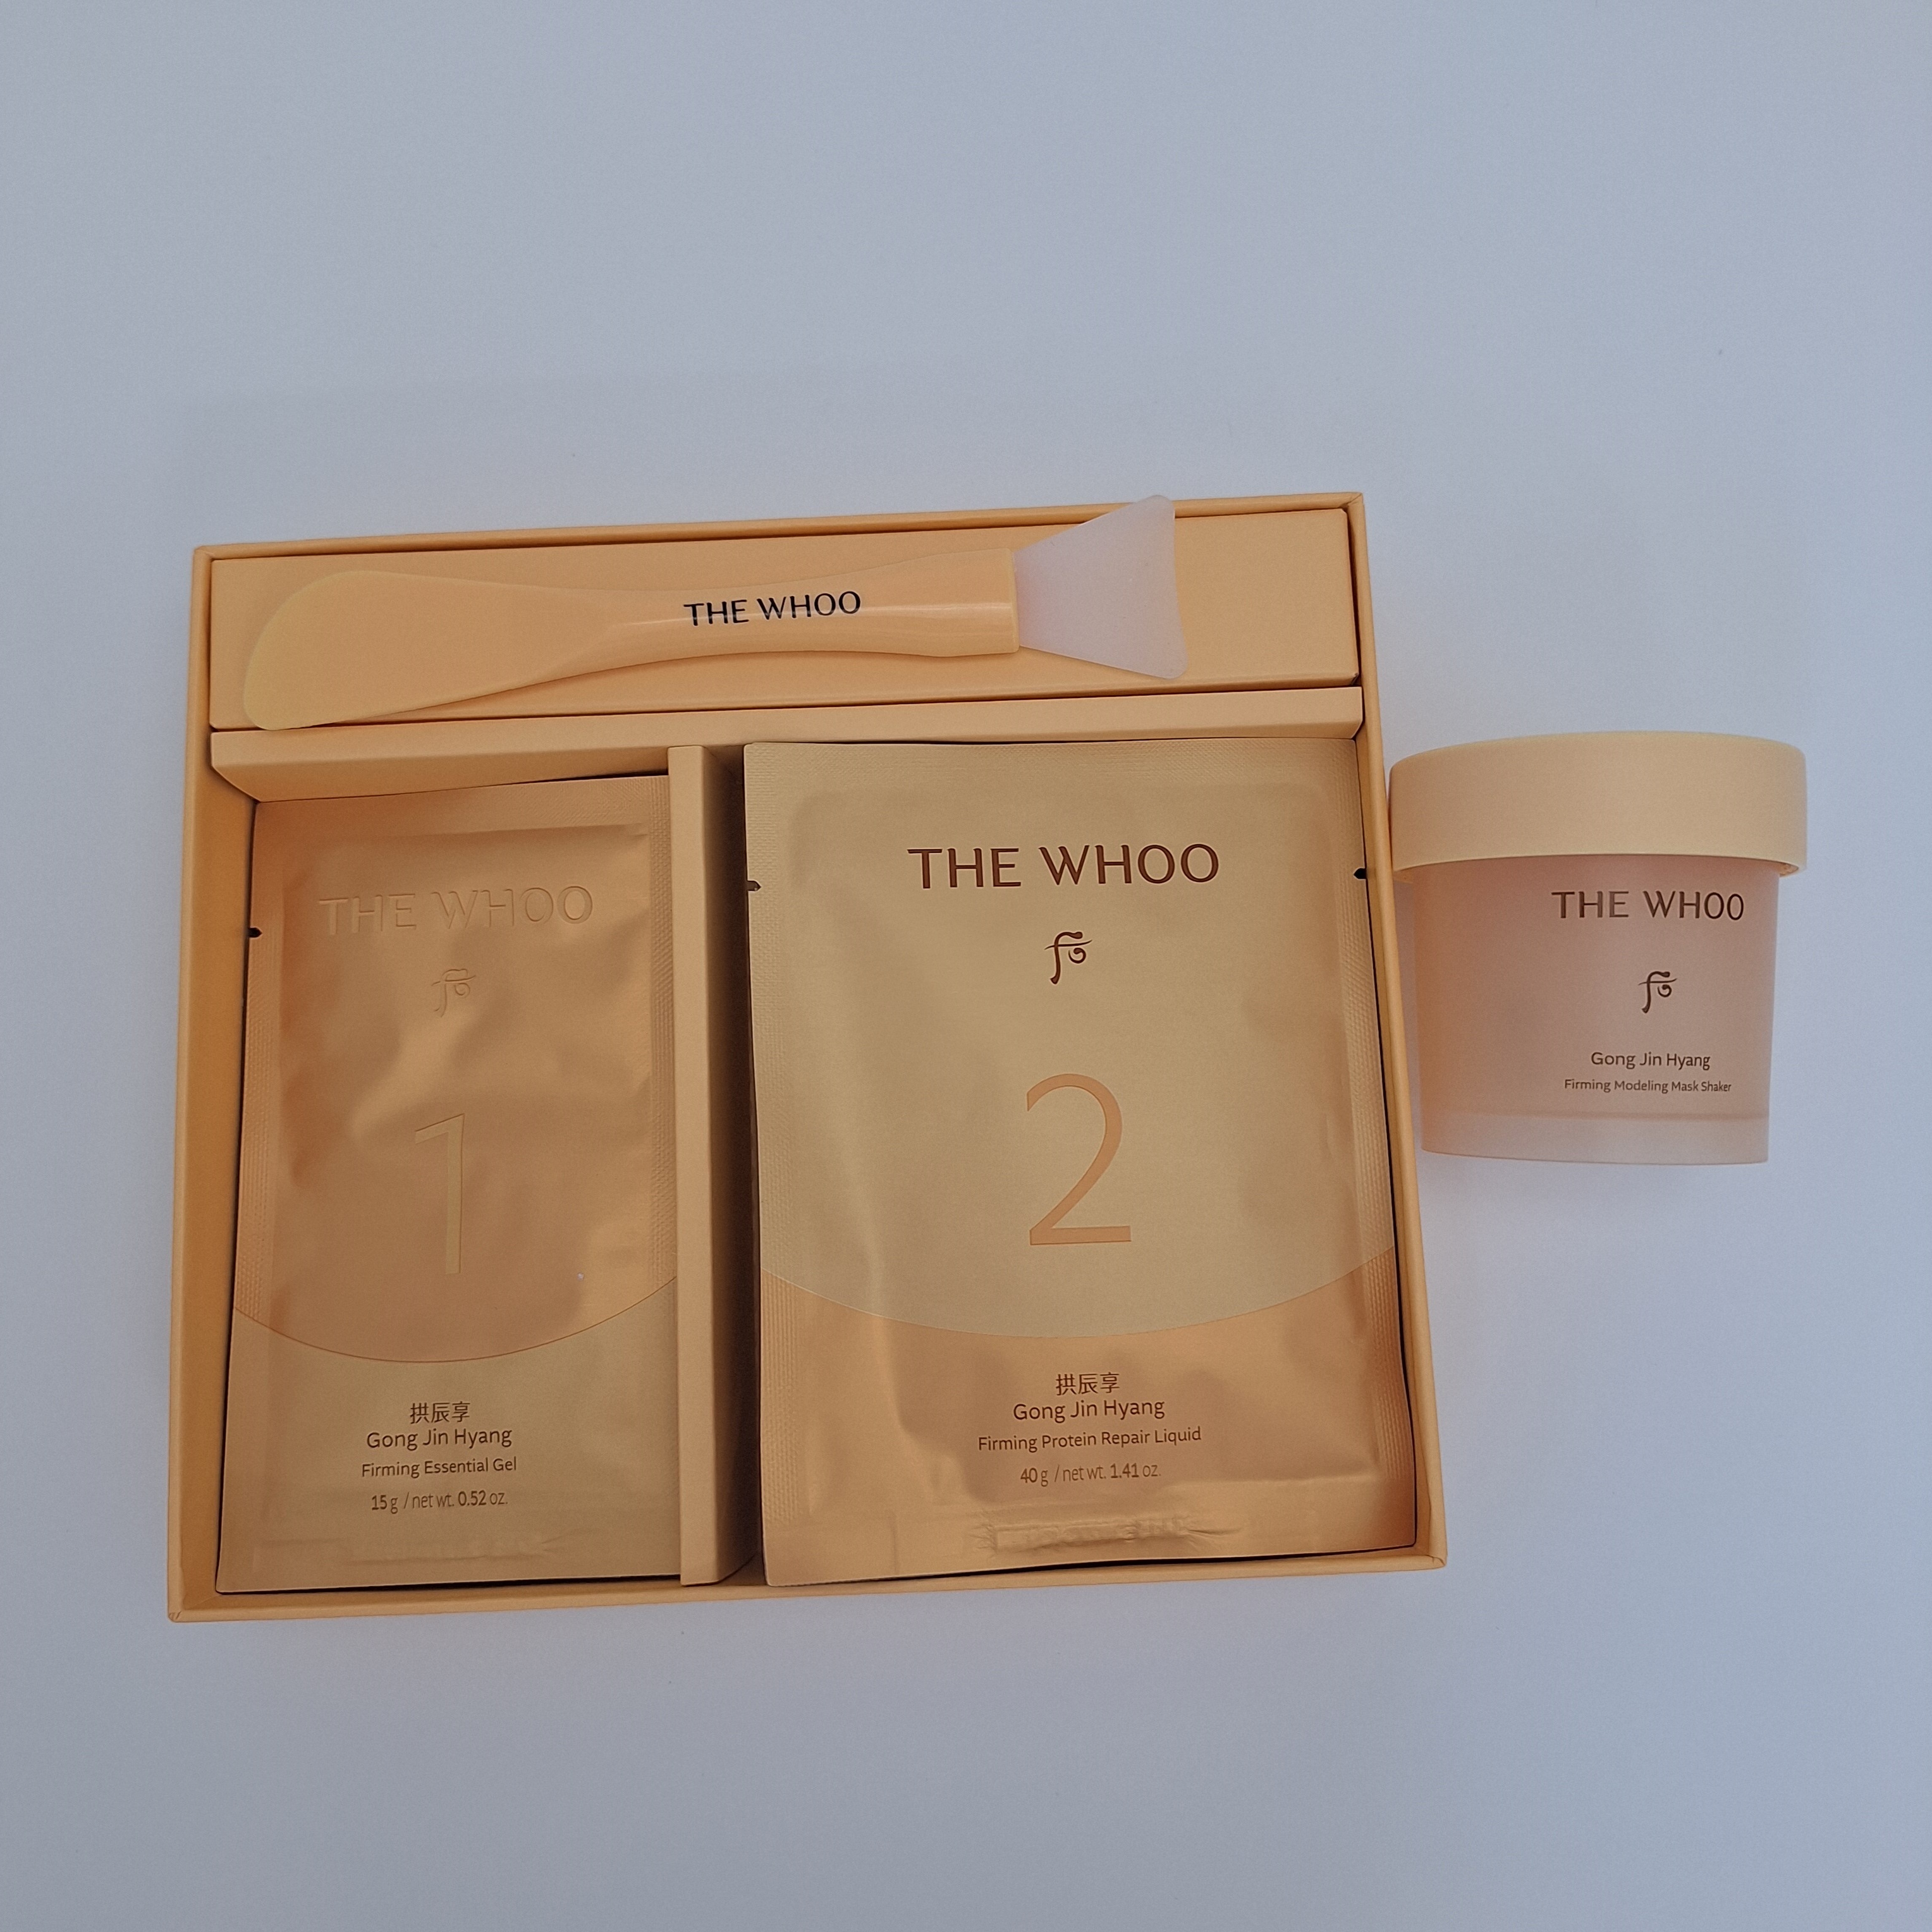 THE WHOO
THE WHOO
1
拱辰享
Gong Jin Hyang
Firming Essential Gel
15 g / net wt. 0.52 oz.
THE WHOO
后
2
拱辰享
Gong Jin Hyang
Firming Protein Repair Liquid
40 g / net wt. 1.41 oz.
THE WHOO
后
Gong Jin Hyang
Firming Modeling Mask Shaker